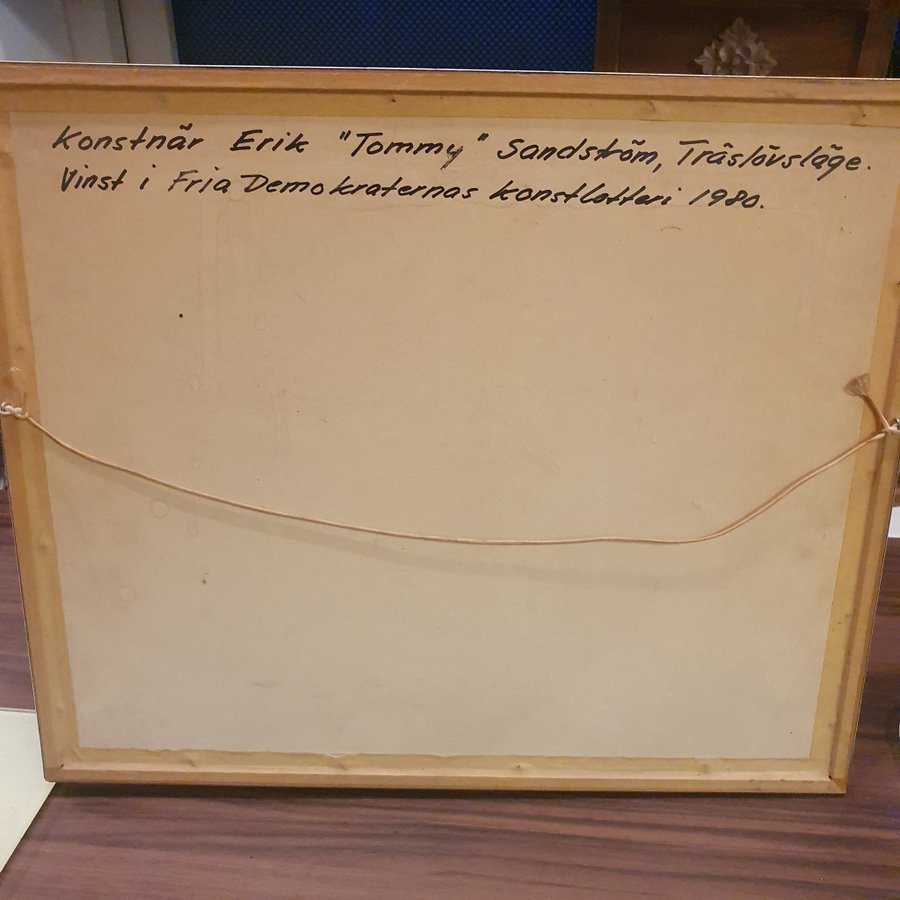 Konstnär Erik "Tommy" Sandström, Träslövsläge.
Vinst i Fria Demokraternas konstlotteri 1980.